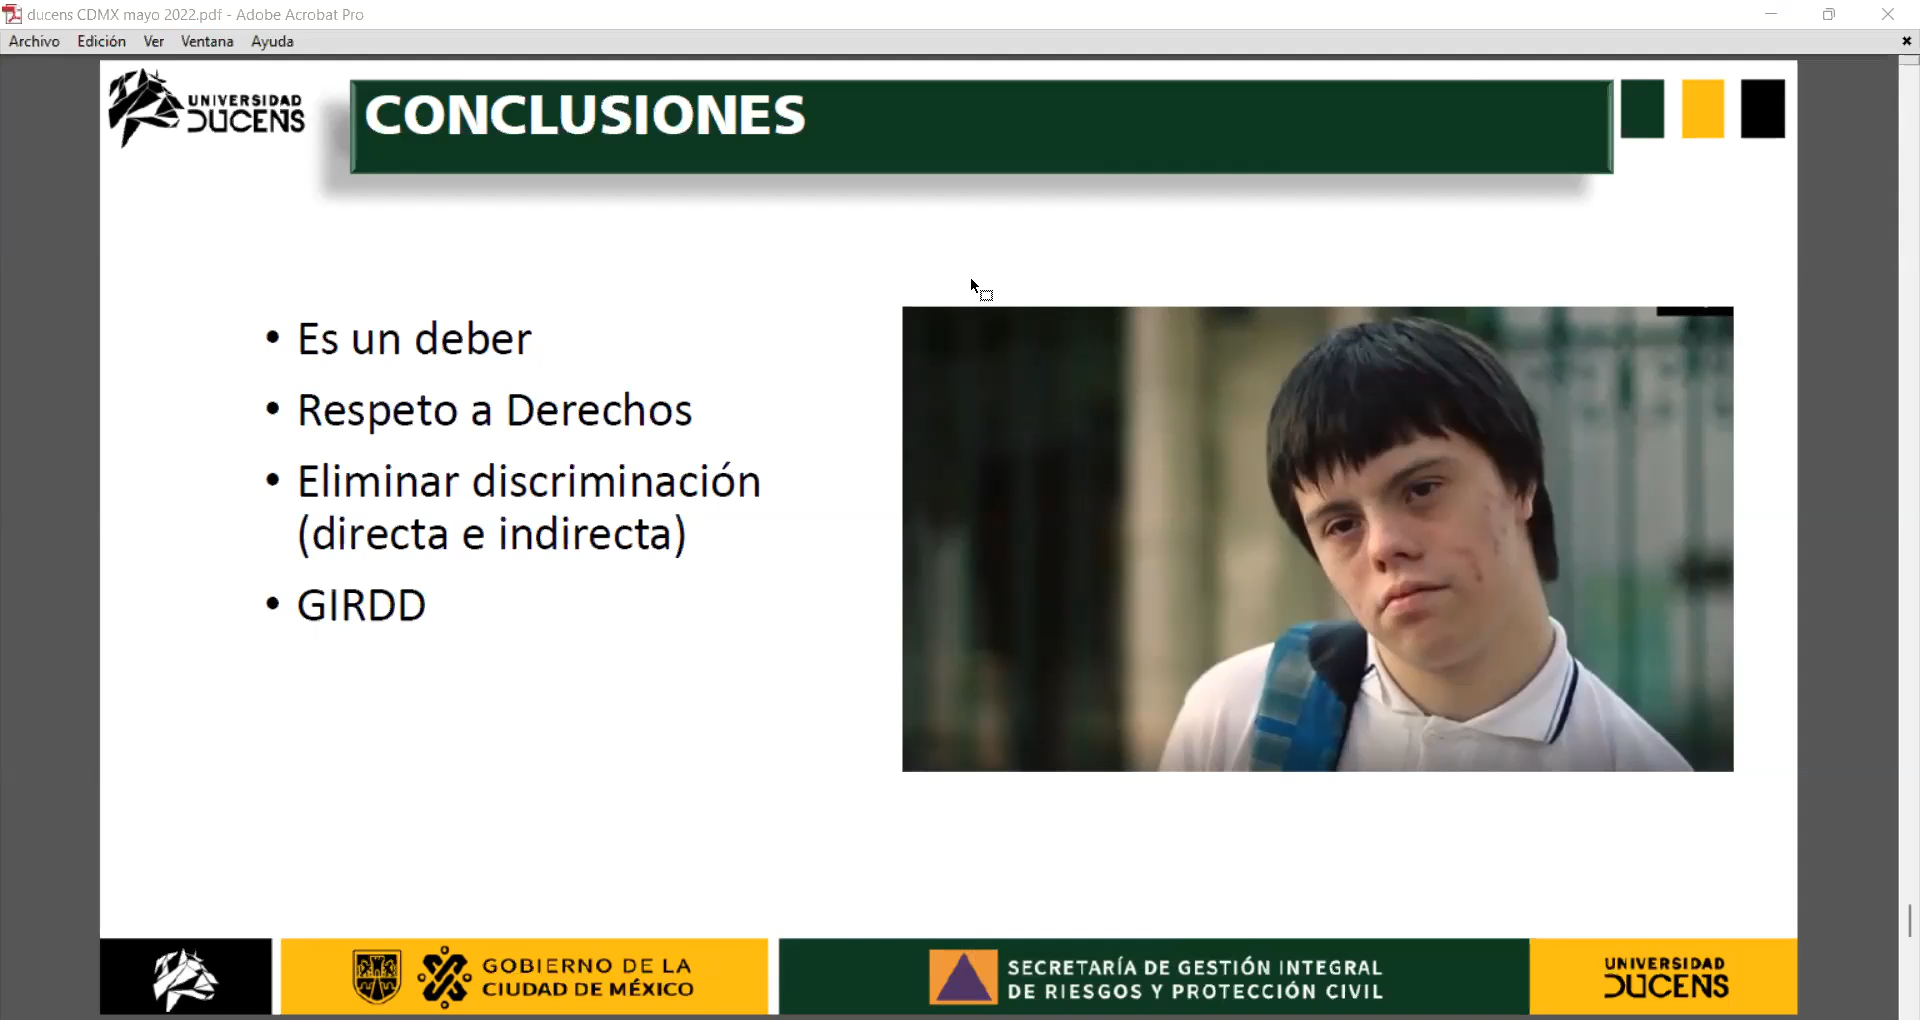 ducens CDMX mayo 2022.pdf - Adobe Acrobat Pro
Archivo Edición Ver Ventana Ayuda
UNIVERSIDAD
DUCENS
CONCLUSIONES
• Es un deber
• Respeto a Derechos
• Eliminar discriminación
(directa e indirecta)
• GIRDD
GOBIERNO DE LA
CIUDAD DE MÉXICO
SECRETARÍA DE GESTIÓN INTEGRAL
DE RIESGOS Y PROTECCIÓN CIVIL
UNIVERSIDAD
DUCENS